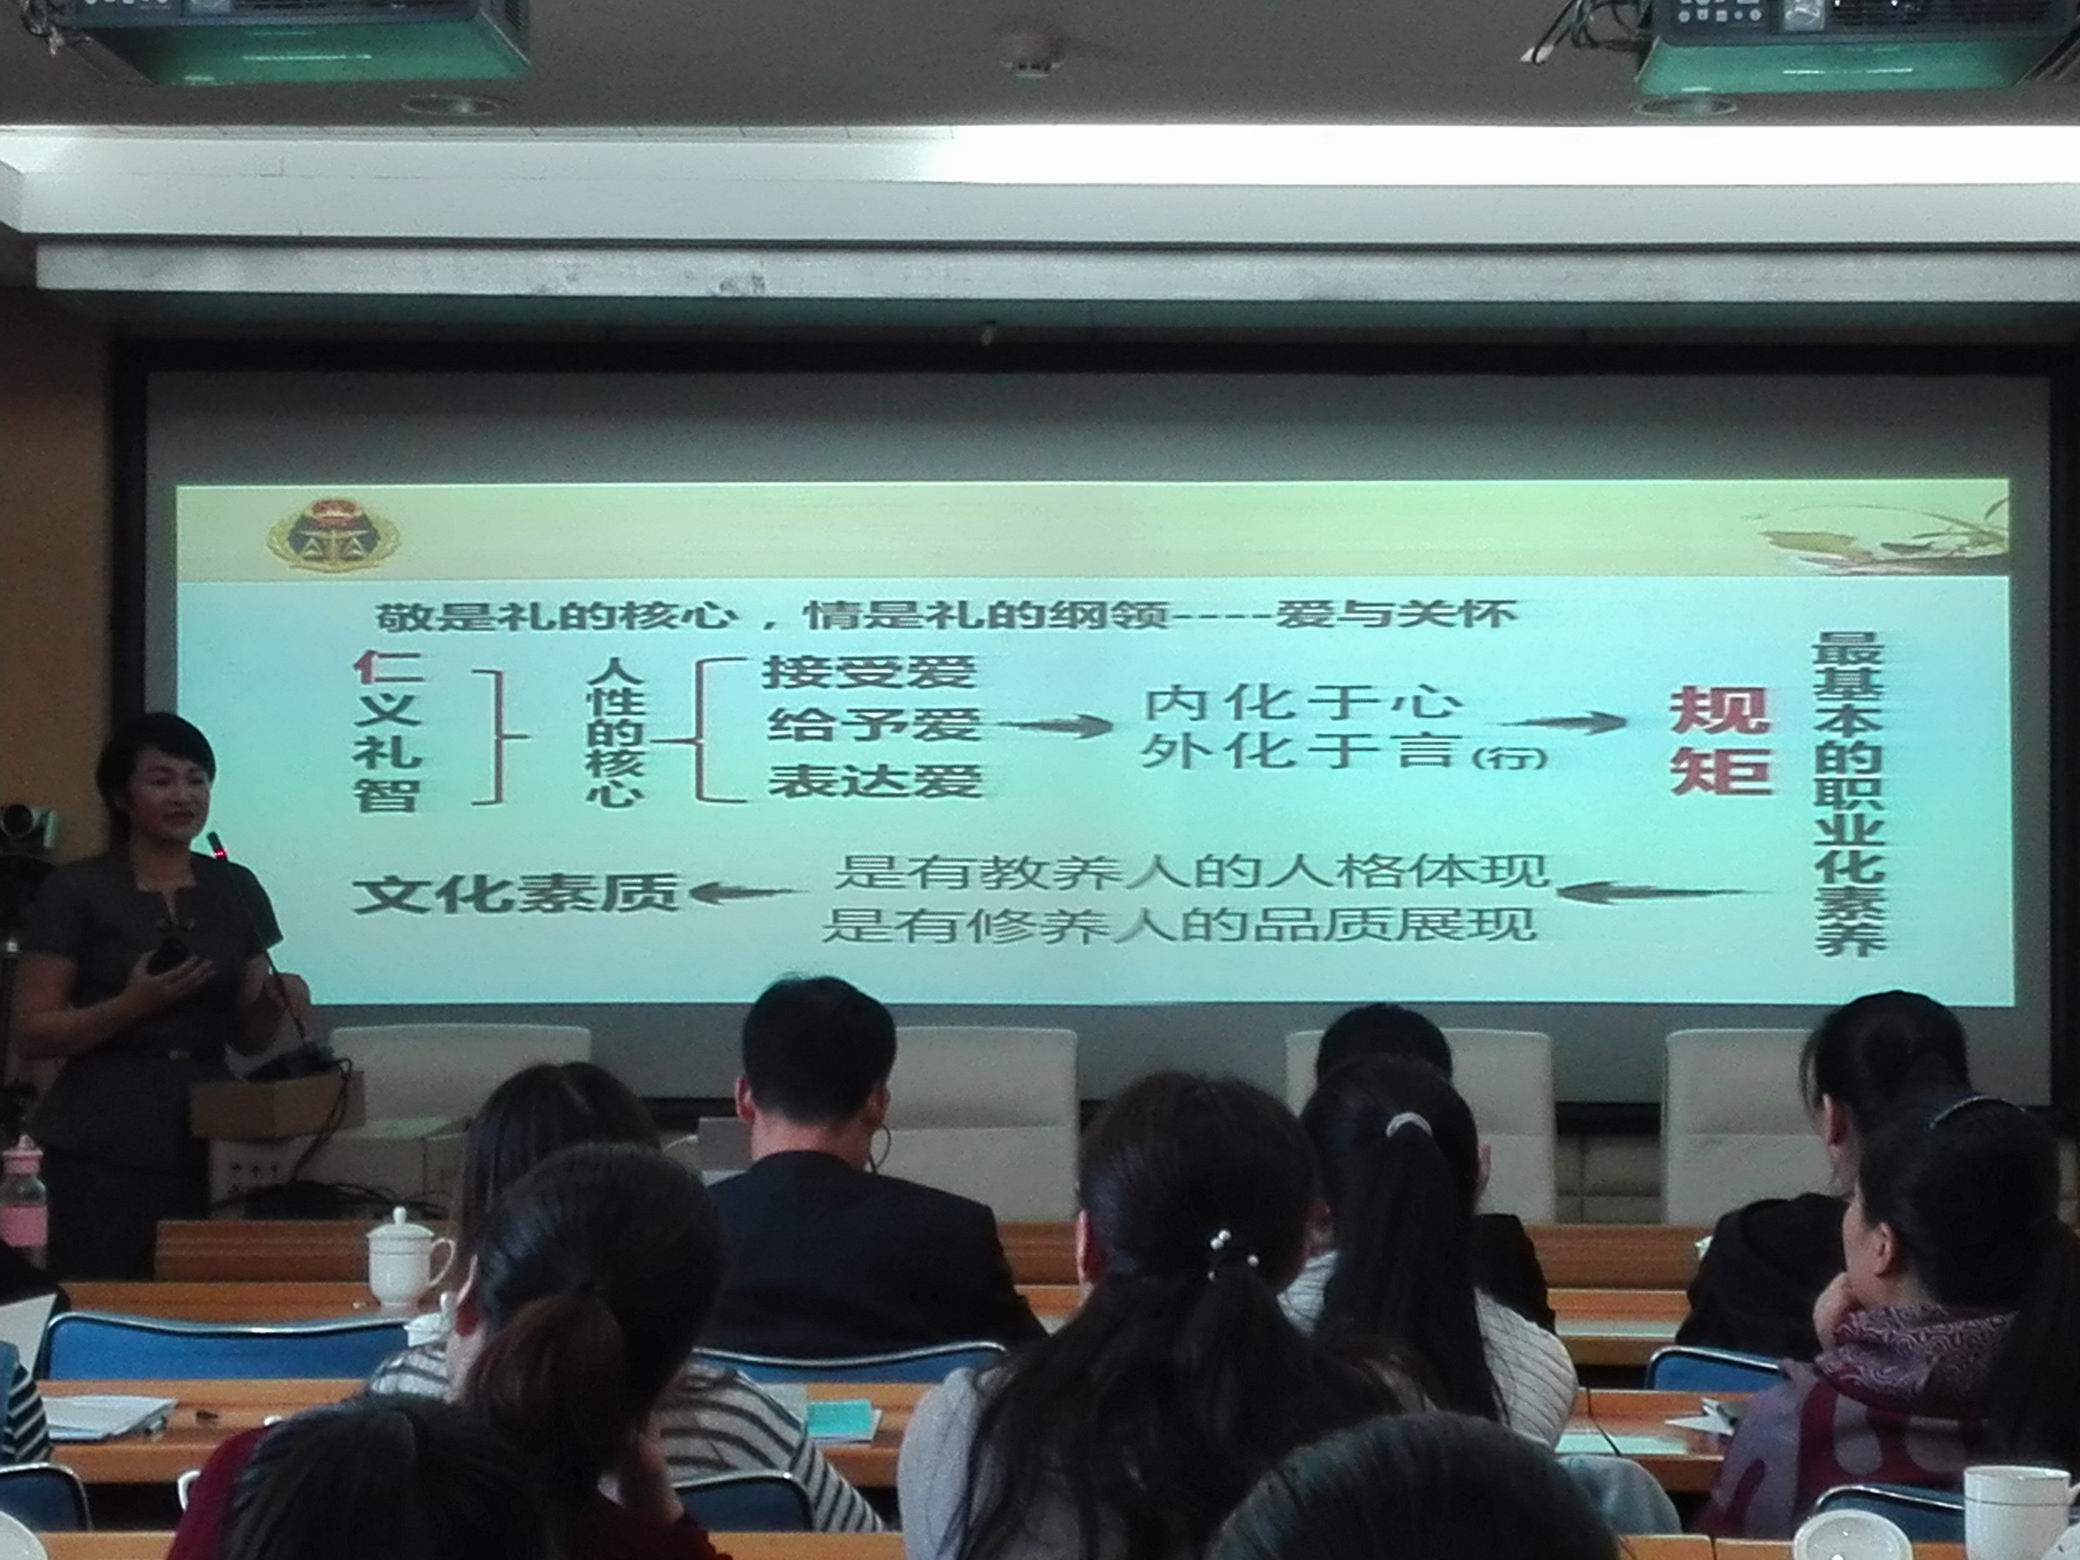 敬是礼的核心，情是礼的纲领----爱与关怀
仁义礼智
人性的核心
接受爱
给予爱
表达爱
内化于心
外化于言(行)
规矩
最基本的职业化素养
是有教养人的人格体现
是有修养人的品质展现
文化素质